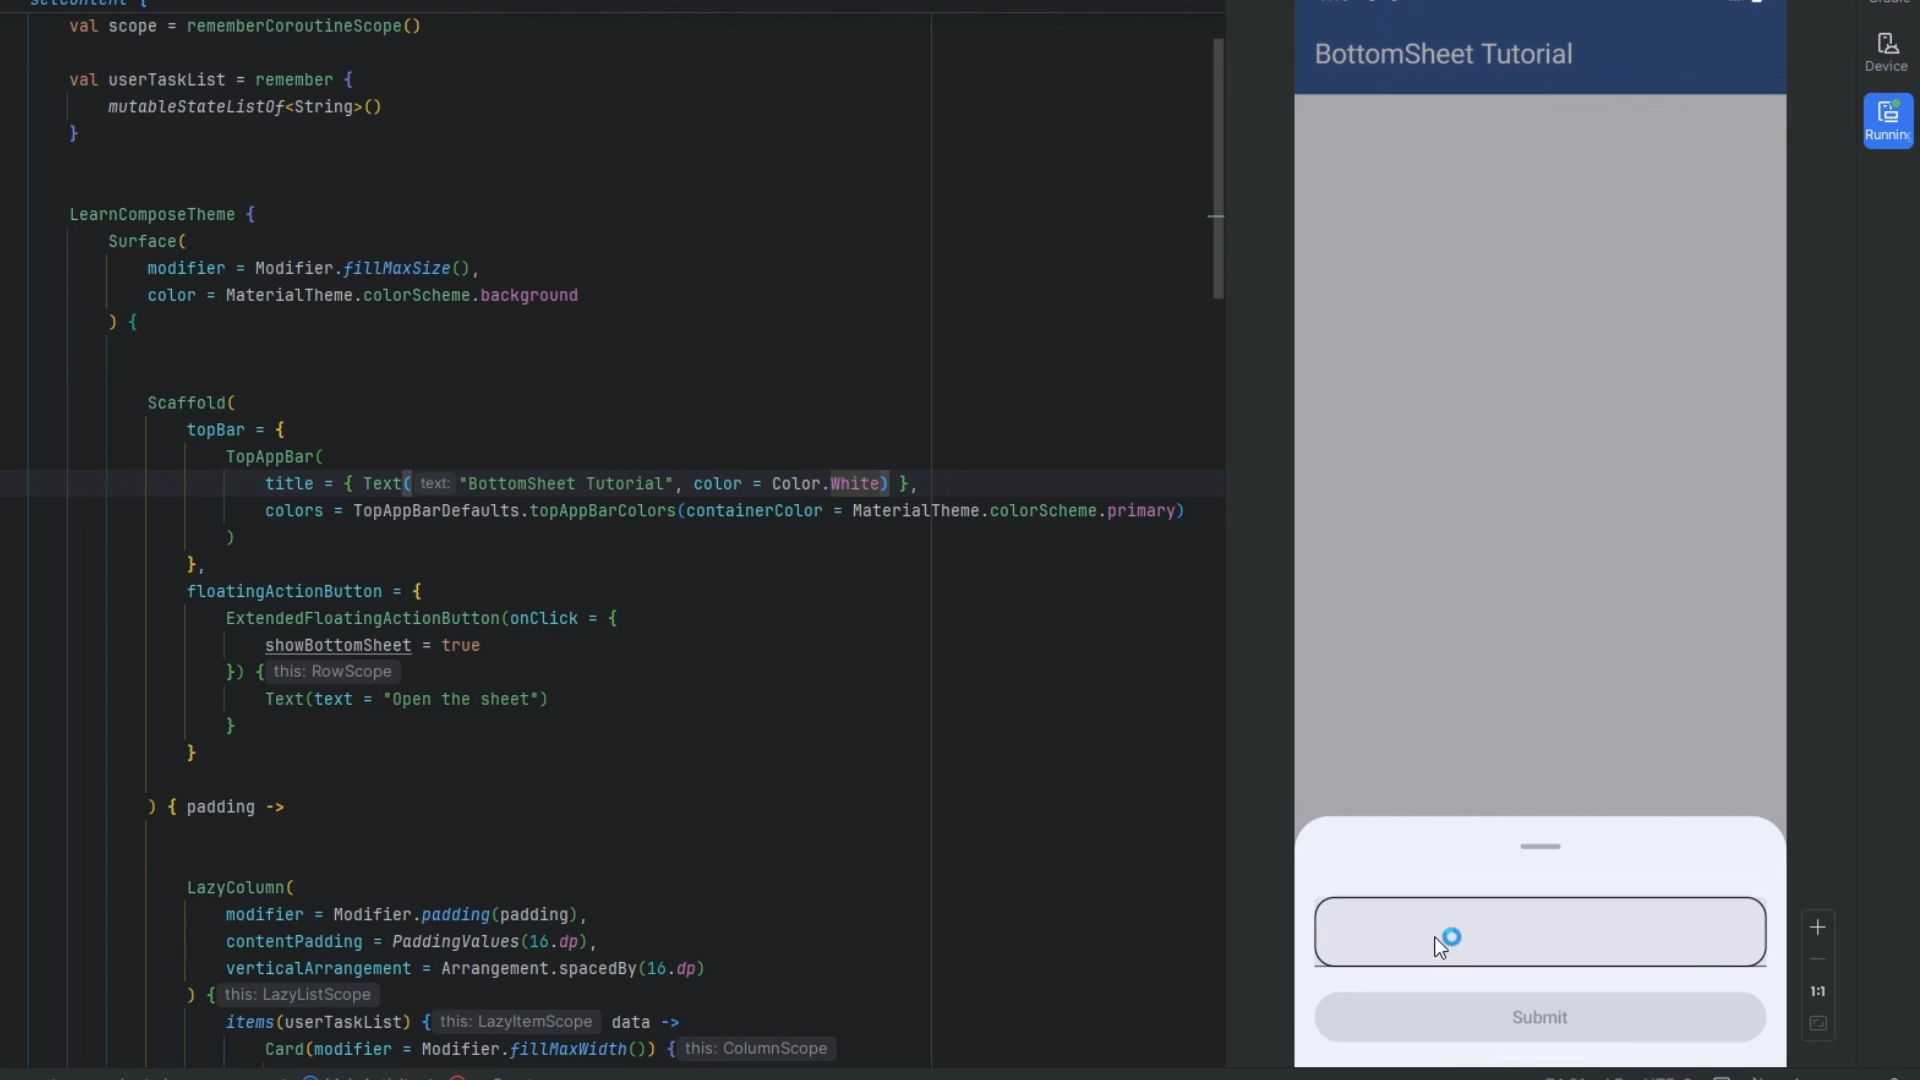 setContent {
val scope = rememberCoroutineScope()
val userTaskList = remember {
mutableStateListOf<String>()
}
LearnComposeTheme {
Surface(
modifier = Modifier.fillMaxSize(),
color = MaterialTheme.colorScheme.background
) {
Scaffold(
topBar = {
TopAppBar(
title = { Text( text: "BottomSheet Tutorial", color = Color.White) },
colors = TopAppBarDefaults.topAppBarColors(containerColor = MaterialTheme.colorScheme.primary)
)
},
floatingActionButton = {
ExtendedFloatingActionButton(onClick = {
showBottomSheet = true
}) { this: RowScope
Text(text = "Open the sheet")
}
}
) { padding ->
LazyColumn(
modifier = Modifier.padding(padding),
contentPadding = PaddingValues(16.dp),
verticalArrangement = Arrangement.spacedBy(16.dp)
) { this: LazyListScope
items(userTaskList) { this: LazyItemScope data ->
Card(modifier = Modifier.fillMaxWidth()) { this: ColumnScope
BottomSheet Tutorial
Submit
Device
Running
1:1